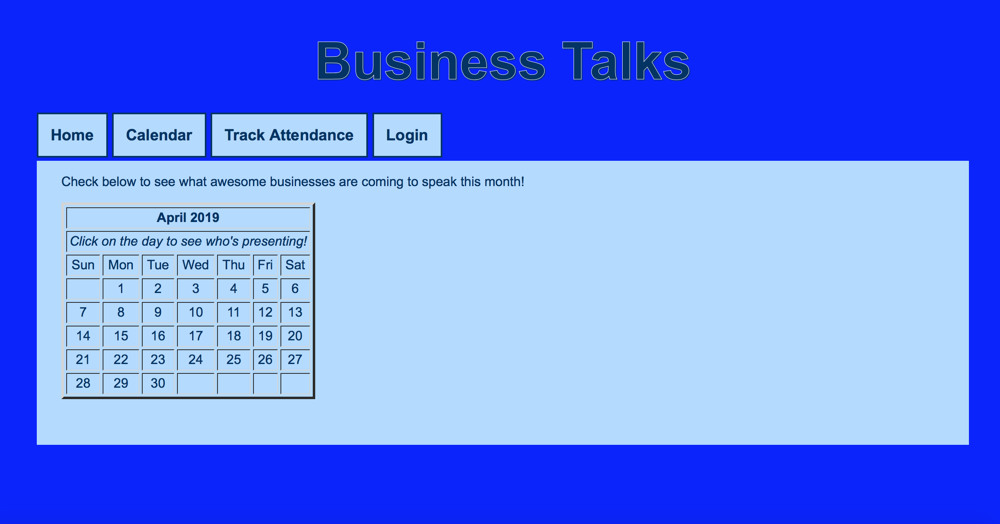 Business Talks
Home Calendar Track Attendance Login
Check below to see what awesome businesses are coming to speak this month!
April 2019
Click on the day to see who's presenting!
Sun Mon Tue Wed Thu Fri Sat
1 2 3 4 5 6
7 8 9 10 11 12 13
14 15 16 17 18 19 20
21 22 23 24 25 26 27
28 29 30